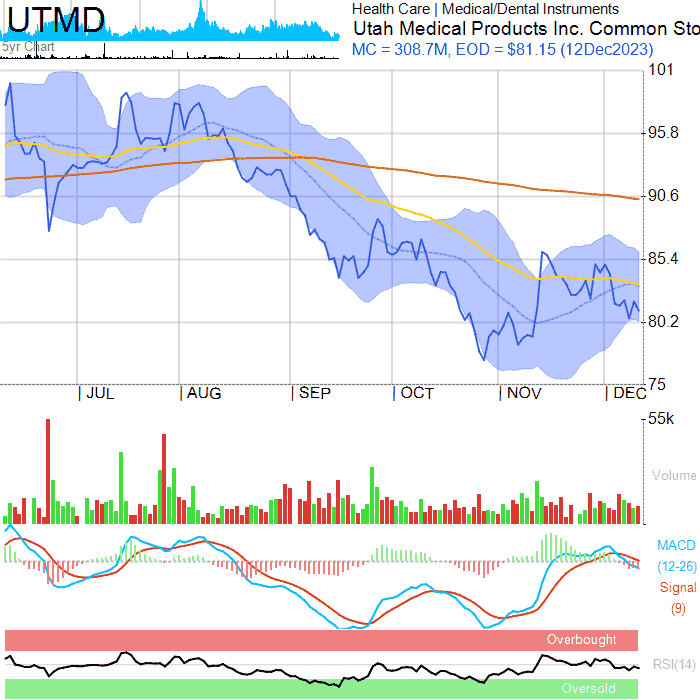 UTMD
5yr Chart
Health Care | Medical/Dental Instruments
Utah Medical Products Inc. Common Sto
MC = 308.7M, EOD = $81.15 (12Dec2023)
101
95.8
90.6
85.4
80.2
75
| JUL | AUG | SEP | OCT | NOV | DEC
55k
Volume
MACD
(12-26)
Signal
(9)
Overbought
RSI(14)
Oversold